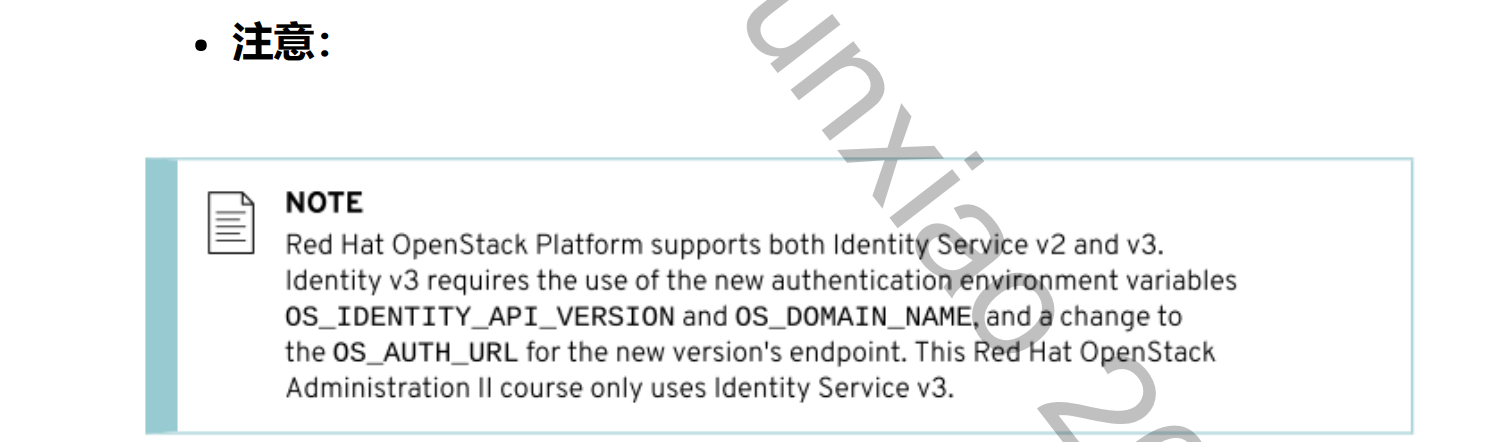 • 注意：
NOTE
Red Hat OpenStack Platform supports both Identity Service v2 and v3.
Identity v3 requires the use of the new authentication environment variables
OS_IDENTITY_API_VERSION and OS_DOMAIN_NAME, and a change to
the OS_AUTH_URL for the new version's endpoint. This Red Hat OpenStack
Administration II course only uses Identity Service v3.
unxiao 20